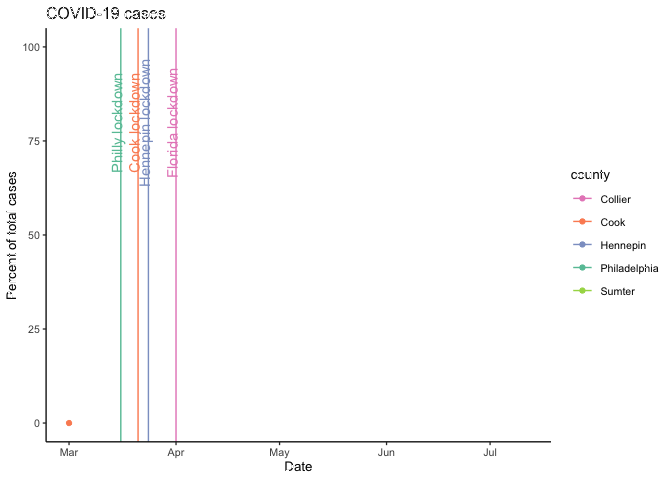 COVID-19 cases
100
75
50
25
0
Percent of total cases
Philly lockdown
Cook lockdown
Hennepin lockdown
Florida lockdown
Mar
Apr
May
Jun
Jul
Date
county
Collier
Cook
Hennepin
Philadelphia
Sumter